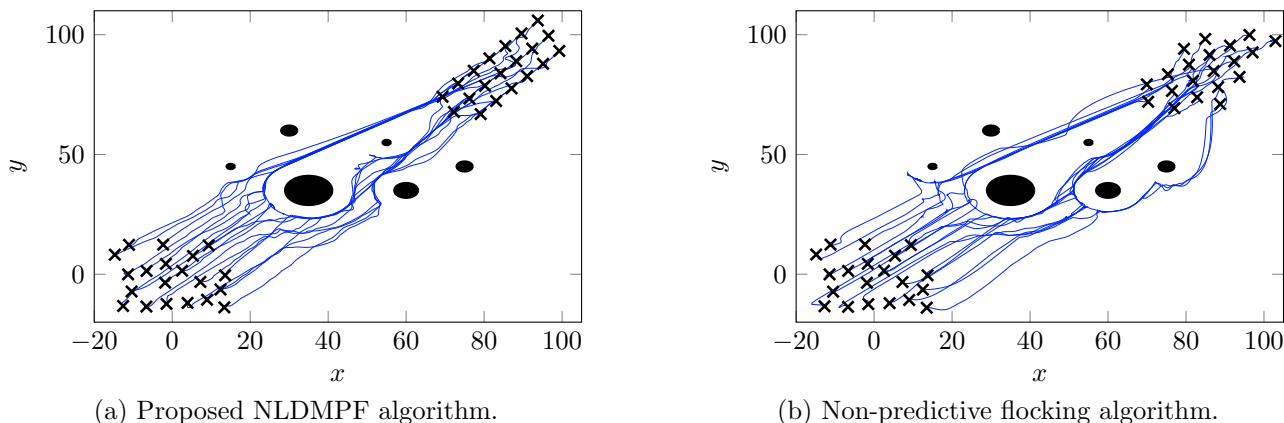 100
50
0
y
−20 0 20 40 60 80 100
x
(a) Proposed NLDMPF algorithm.
100
50
0
y
−20 0 20 40 60 80 100
x
(b) Non-predictive flocking algorithm.